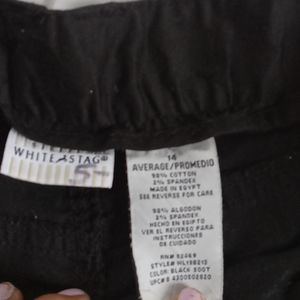 WHITE STAG®
14
AVERAGE/PROMEDIO
98% COTTON
2% SPANDEX
MADE IN EGYPT
SEE REVERSE FOR CARE
98% ALGODON
2% SPANDEX
HECHO EN EGIPTO
VER EL REVERSO PARA
INSTRUCCIONES
DE CUIDADO
COLOR: BLACK SOOT